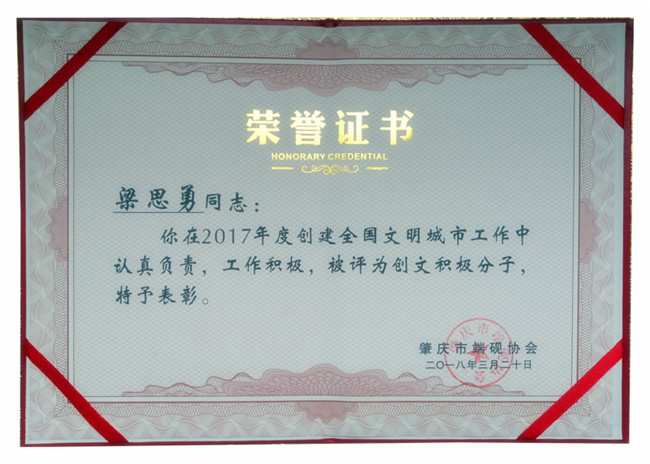 荣誉证书
HONORARY CREDENTIAL
梁思勇同志：
你在2017年度创建全国文明城市工作中
认真负责，工作积极，被评为创文积极分子，
特予表彰。
肇庆市端砚协会
二〇一八年三月二十日